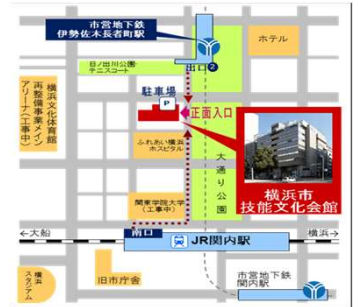 市営地下鉄
伊勢佐木長者町駅
ホテル
日ノ出川公園
テニスコート
出口2
横浜文化体育館
再整備事業メイン
アリーナ(工事中)
駐車場
P
正面入口
ふれあい横浜
ホスピタル
大通り公園
横浜市
技能文化会館
関東学院大学
(工事中)
南口
←大船
JR関内駅
横浜→
横浜
スタジアム
旧市庁舎
市営地下鉄
関内駅